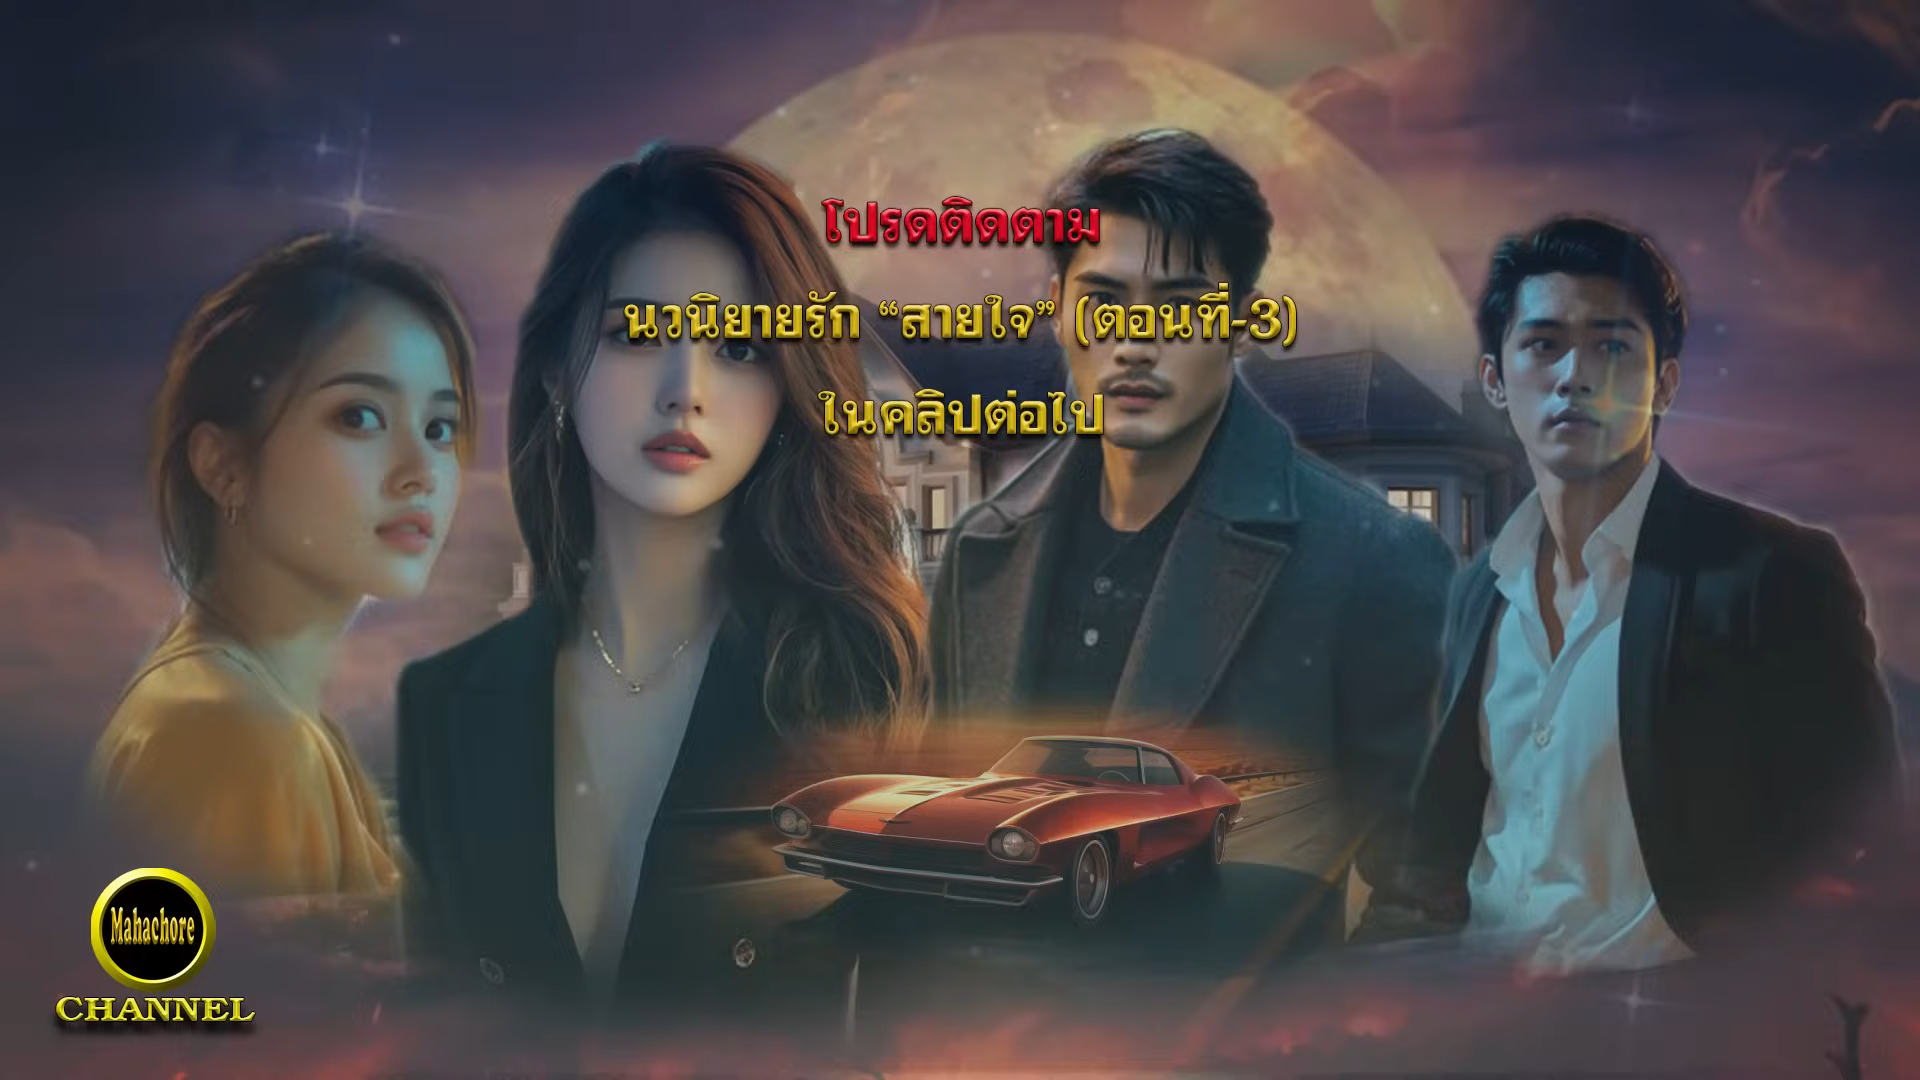 โปรดติดตาม
นวนิยายรัก “สายใจ” (ตอนที่-3)
ในคลิปต่อไป
Mahachore
CHANNEL